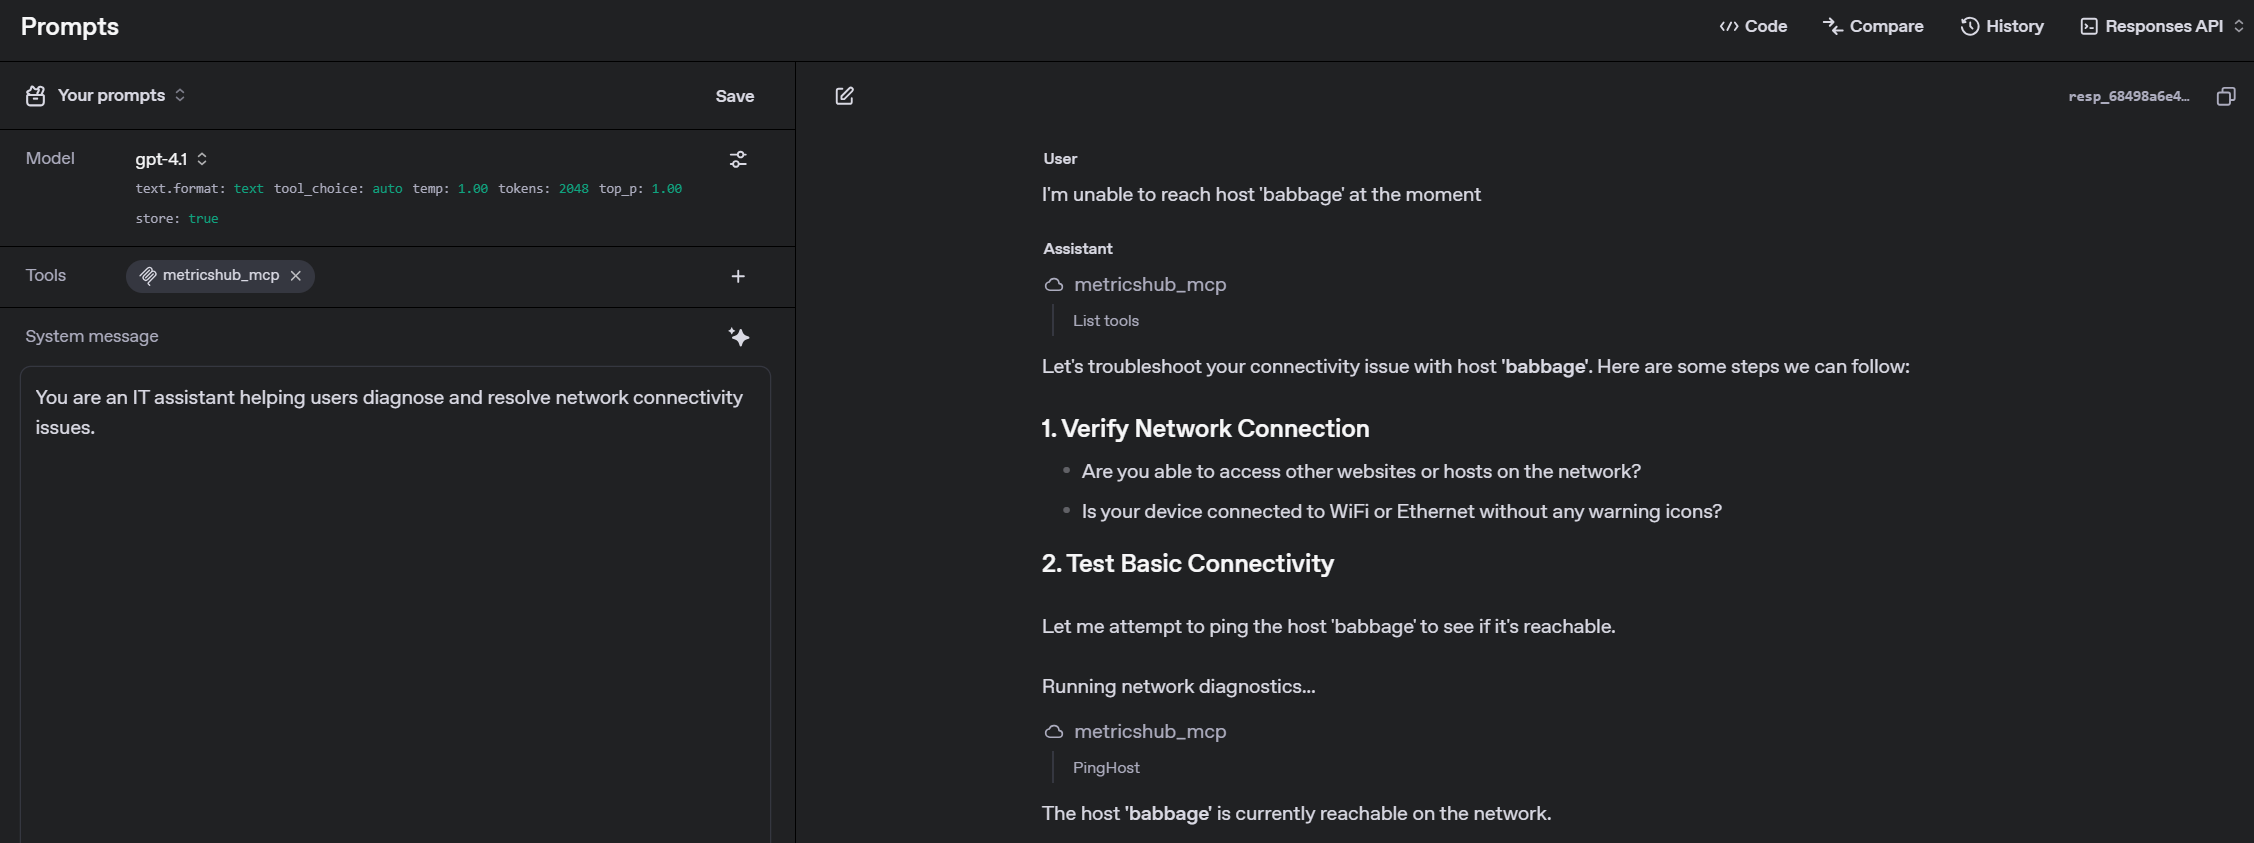 Prompts
Code
Compare
History
Responses API
Your prompts
Save
resp_68498a6e4…
Model
gpt-4.1
text.format: text tool_choice: auto temp: 1.00 tokens: 2048 top_p: 1.00
store: true
Tools
metricshub_mcp
System message
You are an IT assistant helping users diagnose and resolve network connectivity
issues.
User
I'm unable to reach host 'babbage' at the moment
Assistant
metricshub_mcp
List tools
Let's troubleshoot your connectivity issue with host 'babbage'. Here are some steps we can follow:
1. Verify Network Connection
• Are you able to access other websites or hosts on the network?
• Is your device connected to WiFi or Ethernet without any warning icons?
2. Test Basic Connectivity
Let me attempt to ping the host 'babbage' to see if it's reachable.
Running network diagnostics...
metricshub_mcp
PingHost
The host 'babbage' is currently reachable on the network.